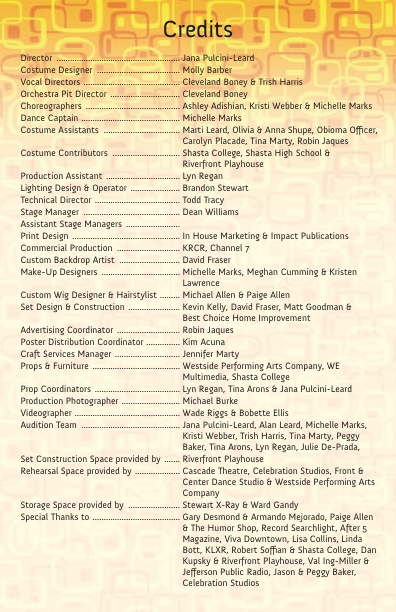 Credits
Director ................................................ Jana Pulcini-Leard
Costume Designer .............................. Molly Barber
Vocal Directors ..................................... Cleveland Boney & Trish Harris
Orchestra Pit Director ........................ Cleveland Boney
Choreographers .................................... Ashley Adishian, Kristi Webber & Michelle Marks
Dance Captain ....................................... Michelle Marks
Costume Assistants ............................. Marti Leard, Olivia & Anna Shupe, Obioma Officer,
Carolyn Placade, Tina Marty, Robin Jaques
Costume Contributors ......................... Shasta College, Shasta High School &
Riverfront Playhouse
Production Assistant ........................... Lyn Regan
Lighting Design & Operator ................... Brandon Stewart
Technical Director ................................ Todd Tracy
Stage Manager ...................................... Dean Williams
Assistant Stage Managers ......................
Print Design .......................................... In House Marketing & Impact Publications
Commercial Production ....................... KRCR, Channel 7
Custom Backdrop Artist ...................... David Fraser
Make-Up Designers .............................. Michelle Marks, Meghan Cumming & Kristen
Lawrence
Custom Wig Designer & Hairstylist ........ Michael Allen & Paige Allen
Set Design & Construction .................... Kevin Kelly, David Fraser, Matt Goodman &
Best Choice Home Improvement
Advertising Coordinator ...................... Robin Jaques
Poster Distribution Coordinator ........... Kim Acuna
Craft Services Manager ........................ Jennifer Marty
Props & Furniture ................................. Westside Performing Arts Company, WE
Multimedia, Shasta College
Prop Coordinators ................................ Lyn Regan, Tina Arons & Jana Pulcini-Leard
Production Photographer ..................... Michael Burke
Videographer ........................................ Wade Riggs & Bobette Ellis
Audition Team ....................................... Jana Pulcini-Leard, Alan Leard, Michelle Marks,
Kristi Webber, Trish Harris, Tina Marty, Peggy
Baker, Tina Arons, Lyn Regan, Julie De-Prada,
Set Construction Space provided by ...... Riverfront Playhouse
Rehearsal Space provided by ................. Cascade Theatre, Celebration Studios, Front &
Center Dance Studio & Westside Performing Arts
Company
Storage Space provided by .................... Stewart X-Ray & Ward Gandy
Special Thanks to .................................. Gary Desmond & Armando Mejorado, Paige Allen
& The Humor Shop, Record Searchlight, After 5
Magazine, Viva Downtown, Lisa Collins, Linda
Bott, KLXR, Robert Soffian & Shasta College, Dan
Kupsky & Riverfront Playhouse, Val Ing-Miller &
Jefferson Public Radio, Jason & Peggy Baker,
Celebration Studios